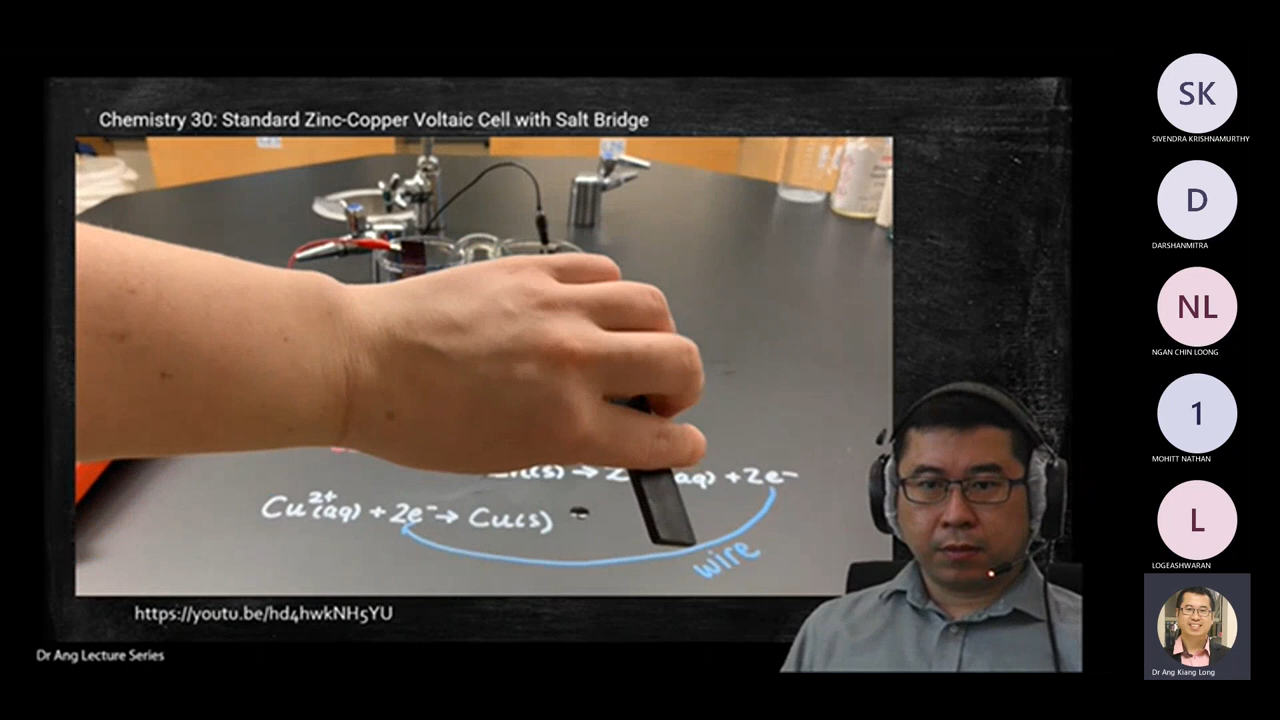 Chemistry 30: Standard Zinc-Copper Voltaic Cell with Salt Bridge
aq) + 2e-
Cu2+(aq) + 2e- → Cu(s)
wire
https://youtu.be/hd4hwkNH5YU
Dr Ang Lecture Series
SK
SIVENDRA KRISHNAMURTHY
D
DARSHANMITRA
NL
NGAN CHIN LOONG
1
MOHITT NATHAN
L
LOGEASHWARAN
Dr Ang Kiang Long